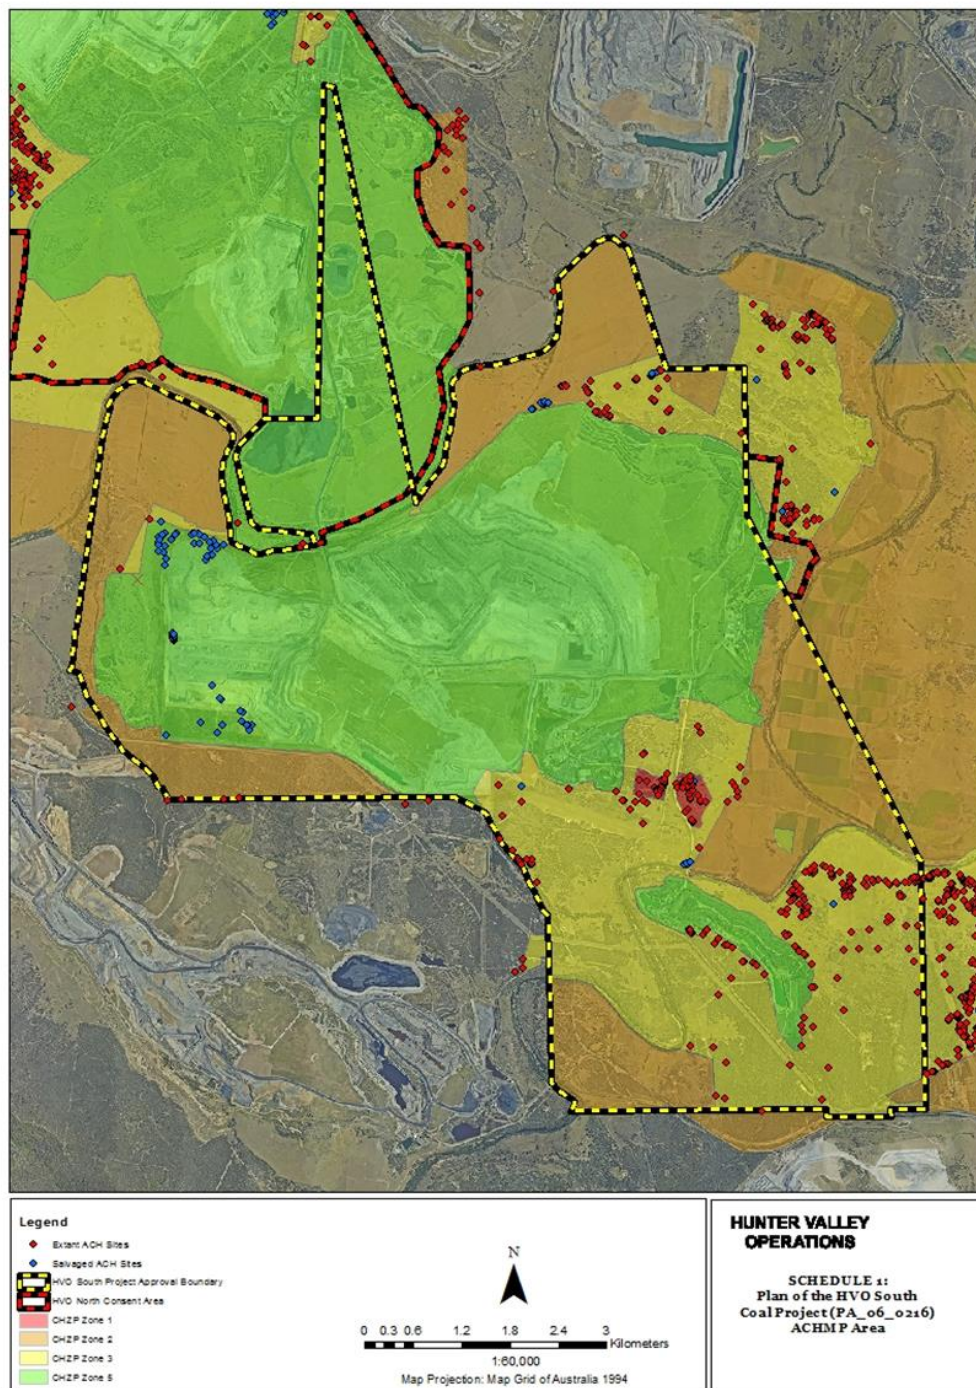 Legend
Extant ACH Sites
Salvaged ACH Sites
HVO South Project Approval Boundary
HVO North Consent Area
CHZP Zone 1
CHZP Zone 2
CHZP Zone 3
CHZP Zone 5
N
0 0.3 0.6 1.2 1.8 2.4 3
Kilometers
1:60,000
Map Projection: Map Grid of Australia 1994
HUNTER VALLEY
OPERATIONS
SCHEDULE 1:
Plan of the HVO South
Coal Project (PA_06_0216)
ACHMP Area